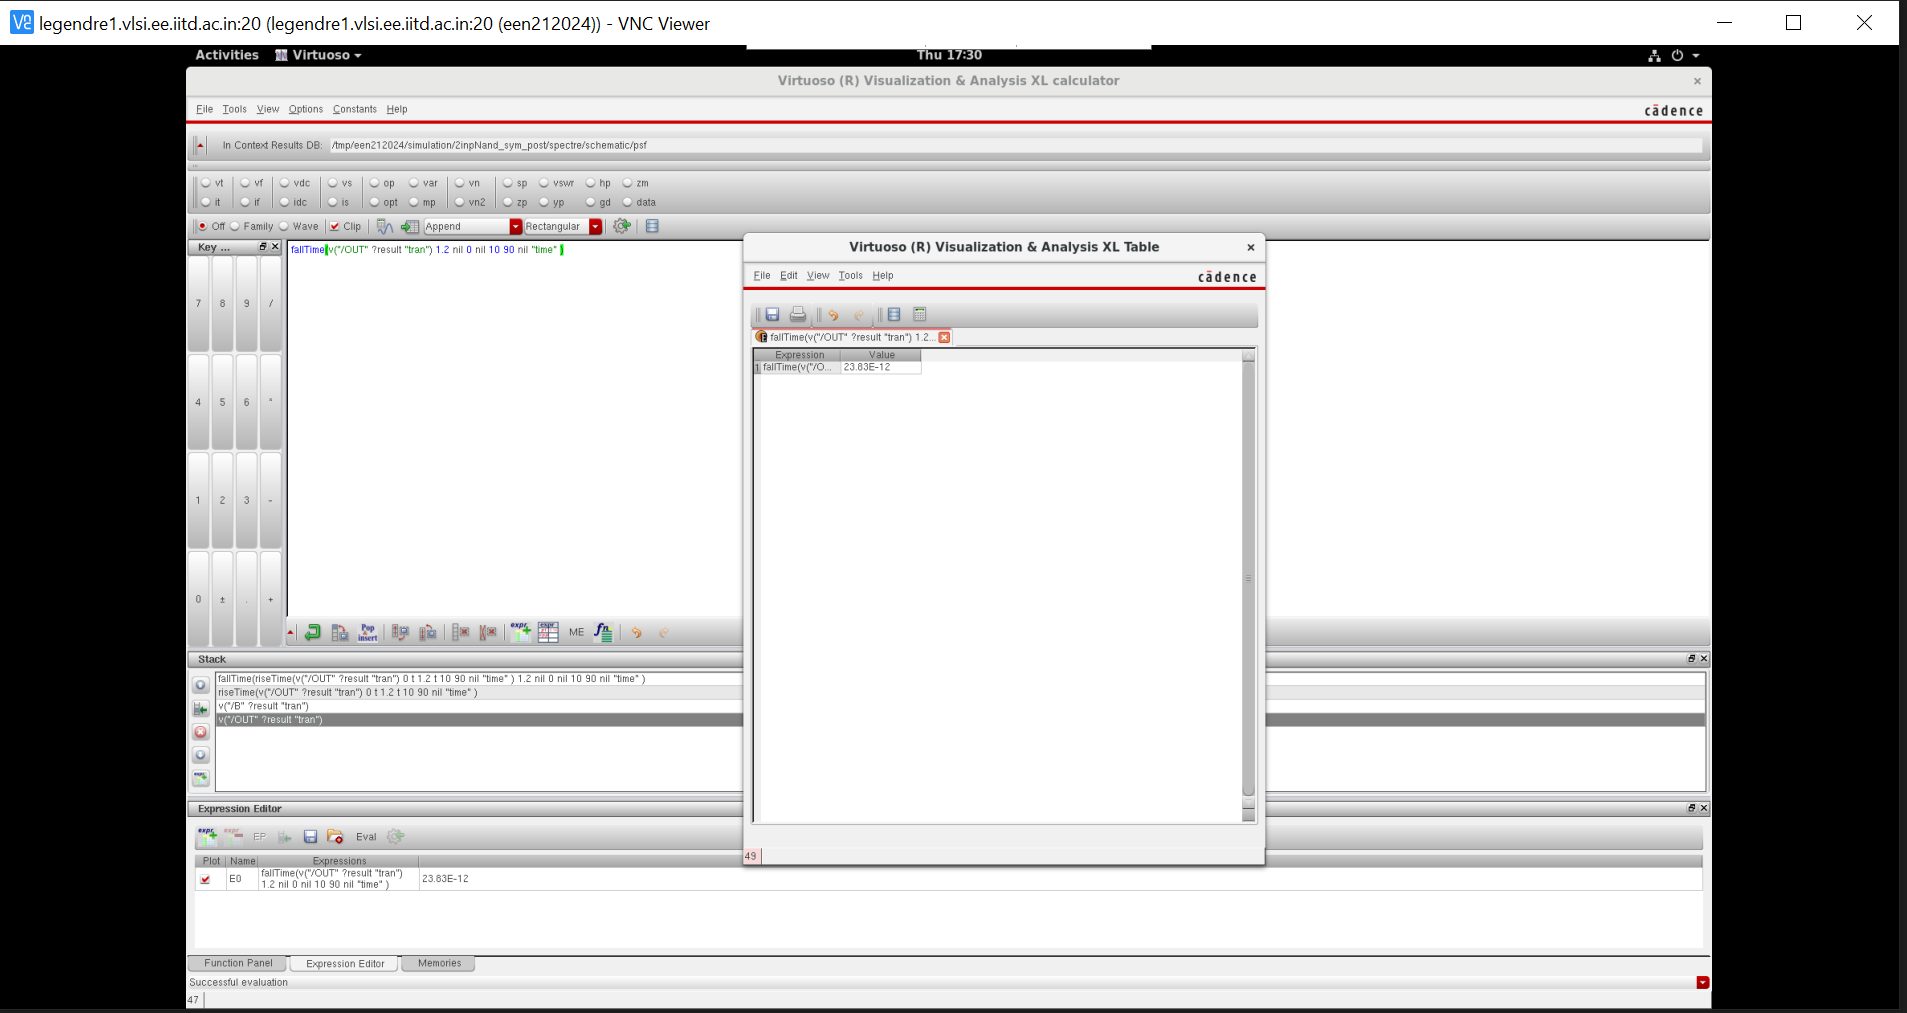 legendre1.vlsi.ee.iitd.ac.in:20 (legendre1.vlsi.ee.iitd.ac.in:20 (een212024)) - VNC Viewer
Activities Virtuoso Thu 17:30
Virtuoso (R) Visualization & Analysis XL calculator
File Tools View Options Constants Help cādence
In Context Results DB: /tmp/een212024/simulation/2inpNand_sym_post/spectre/schematic/psf
vt vf vdc vs op var vn sp vswr hp zm
it if idc is opt mp vn2 zp yp gd data
Off Family Wave Clip Append Rectangular
Key ...
fallTime(v("/OUT" ?result "tran") 1.2 nil 0 nil 10 90 nil "time" )
7 8 9 /
4 5 6 *
1 2 3 -
0 ± . +
Pop insert expr expr ME fn
Virtuoso (R) Visualization & Analysis XL Table
File Edit View Tools Help cādence
fallTime(v("/OUT" ?result "tran") 1.2...
Expression Value
1 fallTime(v("/O... 23.83E-12
49
Stack
fallTime(riseTime(v("/OUT" ?result "tran") 0 t 1.2 t 10 90 nil "time" ) 1.2 nil 0 nil 10 90 nil "time" )
riseTime(v("/OUT" ?result "tran") 0 t 1.2 t 10 90 nil "time" )
v("/B" ?result "tran")
v("/OUT" ?result "tran")
expr
Expression Editor
expr expr EP Eval
Plot Name Expressions
E0 fallTime(v("/OUT" ?result "tran") 23.83E-12
1.2 nil 0 nil 10 90 nil "time" )
Function Panel Expression Editor Memories
Successful evaluation
47